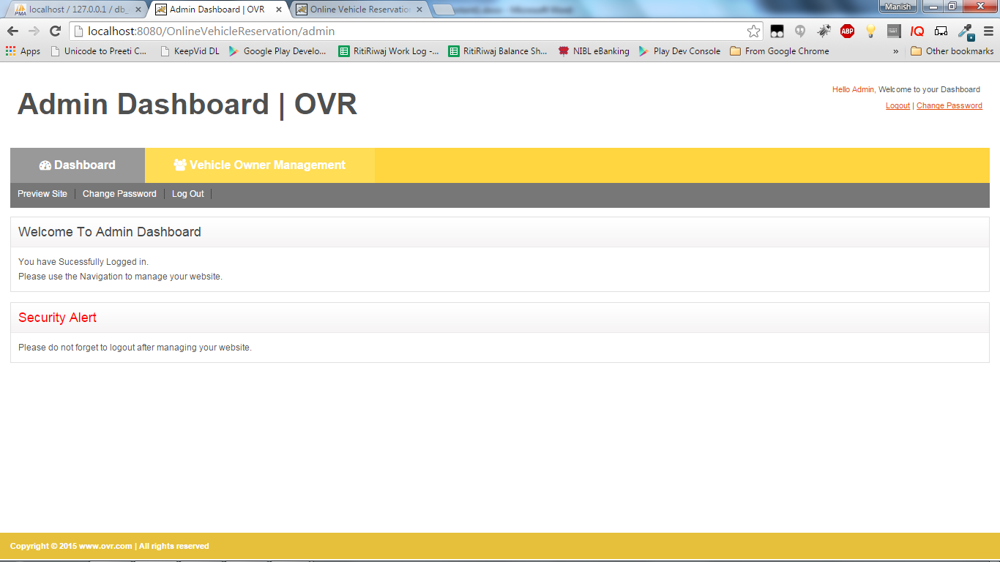 localhost / 127.0.0.1 / db_
Admin Dashboard | OVR
Online Vehicle Reservation
Manish
localhost:8080/OnlineVehicleReservation/admin
ABP
IQ
Apps
Unicode to Preeti C...
KeepVid DL
Google Play Develo...
RitiRiwaj Work Log -...
RitiRiwaj Balance Sh...
NIBL eBanking
Play Dev Console
From Google Chrome
»
Other bookmarks
Admin Dashboard | OVR
Hello Admin, Welcome to your Dashboard
Logout | Change Password
Dashboard
Vehicle Owner Management
Preview Site
Change Password
Log Out
Welcome To Admin Dashboard
You have Sucessfully Logged in.
Please use the Navigation to manage your website.
Security Alert
Please do not forget to logout after managing your website.
Copyright © 2015 www.ovr.com | All rights reserved